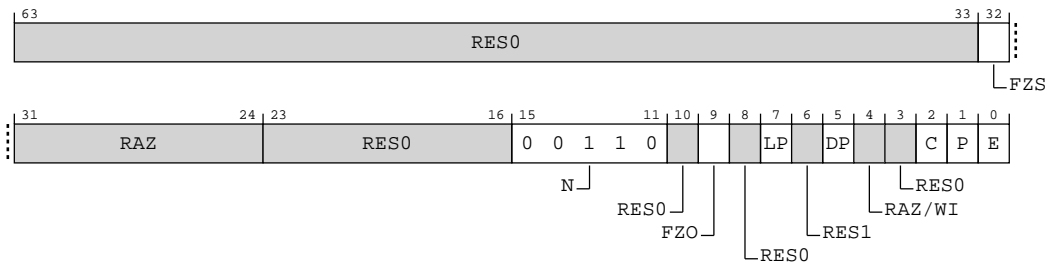 63 33 32
RES0
FZS
31 24 23 16 15 11 10 9 8 7 6 5 4 3 2 1 0
RAZ RES0 0 0 1 1 0 LP DP C P E
N RES0
RES0 RAZ/WI
FZO RES1
RES0